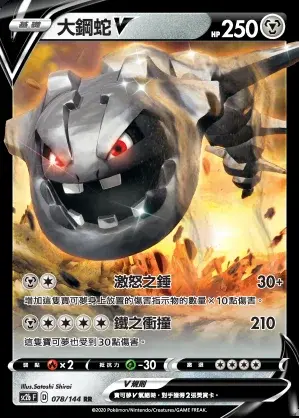 基礎 大鋼蛇V HP 250
激怒之錘 30+
增加這隻寶可夢身上放置的傷害指示物的數量×10點傷害。
鐵之衝撞 210
這隻寶可夢也受到30點傷害。
弱點 ×2 抵抗力 -30 撤退
Illus. Satoshi Shirai
V規則
sc2b F D 078/144 RR
寶可夢V氣絕時，對手獲得2張獎賞卡。
©2020 Pokémon/Nintendo/Creatures/GAME FREAK.